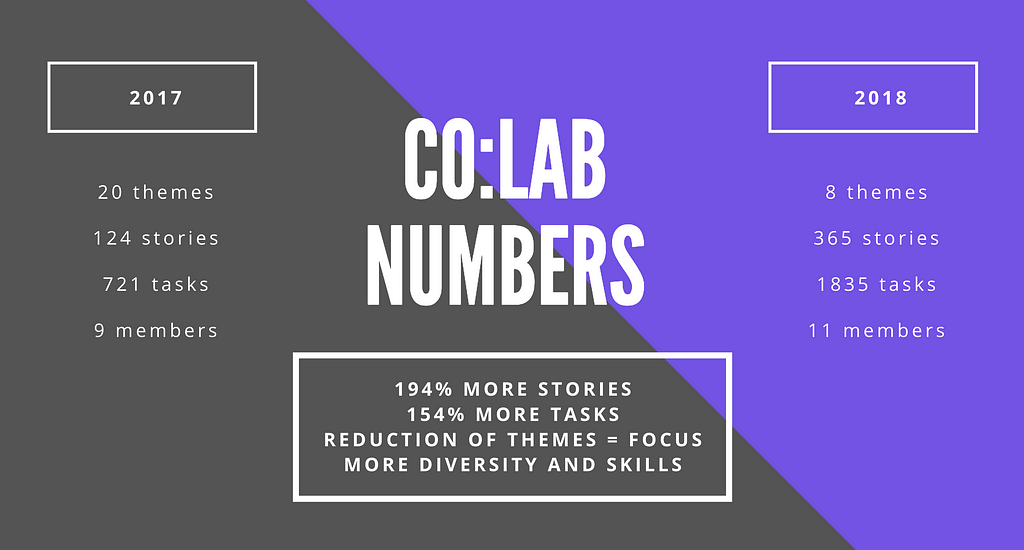 2017
20 themes
124 stories
721 tasks
9 members
CO:LAB
NUMBERS
2018
8 themes
365 stories
1835 tasks
11 members
194% MORE STORIES
154% MORE TASKS
REDUCTION OF THEMES = FOCUS
MORE DIVERSITY AND SKILLS